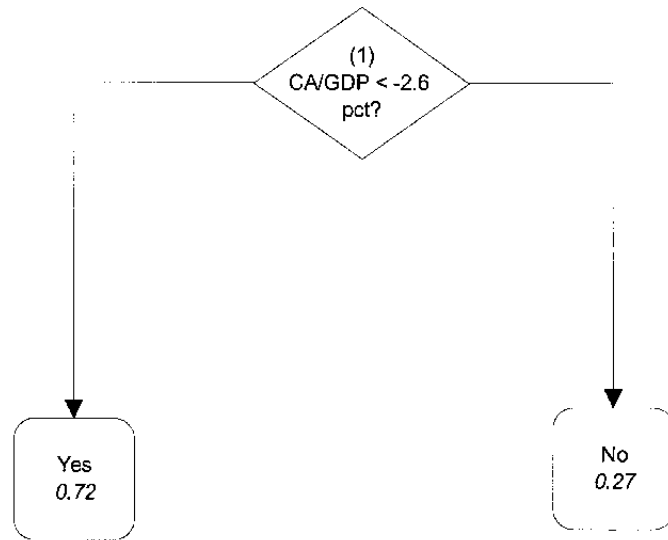 (1)
CA/GDP < -2.6
pct?
Yes
0.72
No
0.27